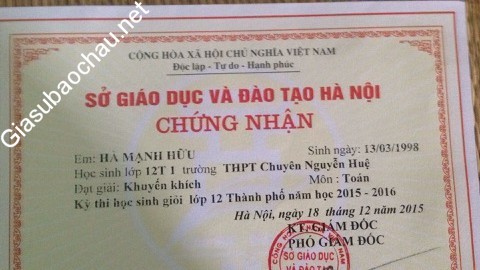 CỘNG HÒA XÃ HỘI CHỦ NGHĨA VIỆT NAM
Độc lập - Tự do - Hạnh phúc
SỞ GIÁO DỤC VÀ ĐÀO TẠO HÀ NỘI
CHỨNG NHẬN
Em: HÀ MẠNH HỮU Sinh ngày: 13/03/1998
Học sinh lớp 12T 1 trường THPT Chuyên Nguyễn Huệ
Đạt giải: Khuyến khích Môn : Toán
Kỳ thi học sinh giỏi lớp 12 Thành phố năm học 2015 - 2016
Hà Nội, ngày 18 tháng 12 năm 2015
KT.GIÁM ĐỐC
PHÓ GIÁM ĐỐC
SỞ GIÁO DỤC
VÀ ĐÀO TẠO
Giasubaochau.net